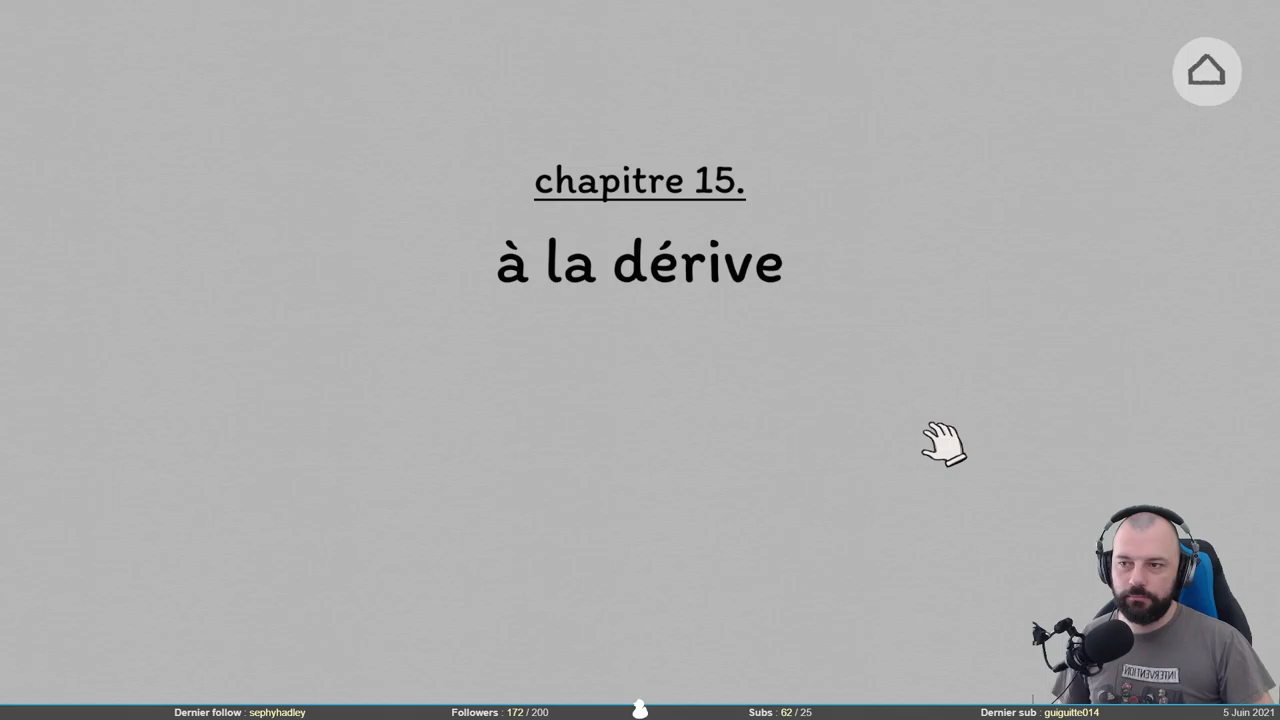 chapitre 15.
à la dérive
INTERVENTION
Dernier follow : sephyhadley
Followers : 172 / 200
Subs : 62 / 25
Dernier sub : guiguitte014
5 Juin 2021